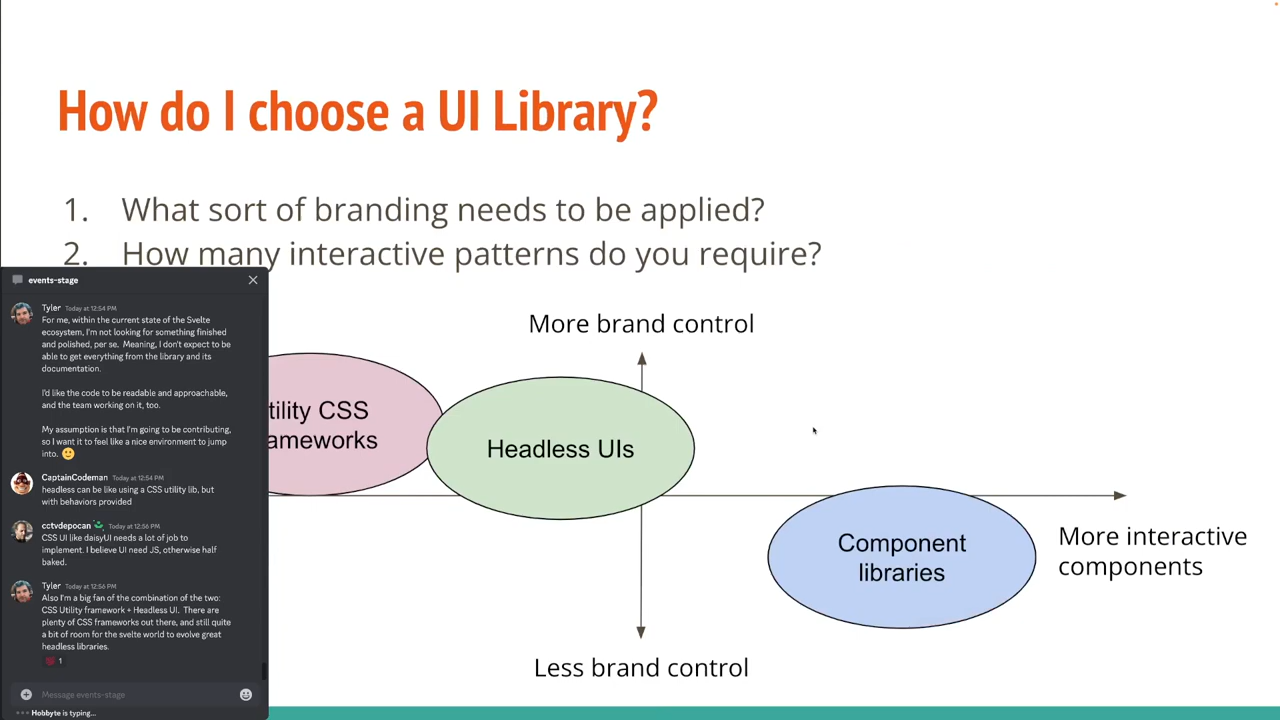 How do I choose a UI Library?
1. What sort of branding needs to be applied?
2. How many interactive patterns do you require?
events-stage
Tyler Today at 12:54 PM
For me, within the current state of the Svelte
ecosystem, I'm not looking for something finished
and polished, per se. Meaning, I don't expect to be
able to get everything from the library and its
documentation.
I'd like the code to be readable and approachable,
and the team working on it, too.
My assumption is that I'm going to be contributing,
so I want it to feel like a nice environment to jump
into. 🙂
CaptainCodeman Today at 12:54 PM
headless can be like using a CSS utility lib, but
with behaviors provided
cctvdepocan Today at 12:56 PM
CSS UI like daisyUI needs a lot of job to
implement. I believe UI need JS, otherwise half
baked.
Tyler Today at 12:56 PM
Also I'm a big fan of the combination of the two:
CSS Utility framework + Headless UI. There are
plenty of CSS frameworks out there, and still quite
a bit of room for the svelte world to evolve great
headless libraries.
1
Message events-stage
Hobbyte is typing...
More brand control
tility CSS
ameworks
Headless UIs
Component
libraries
More interactive
components
Less brand control